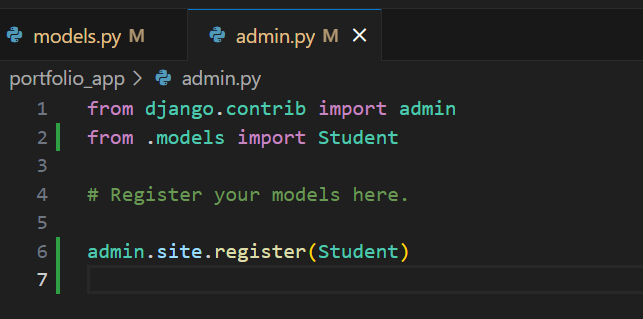 models.py M admin.py M
portfolio_app > admin.py
1 from django.contrib import admin
2 from .models import Student
3
4 # Register your models here.
5
6 admin.site.register(Student)
7